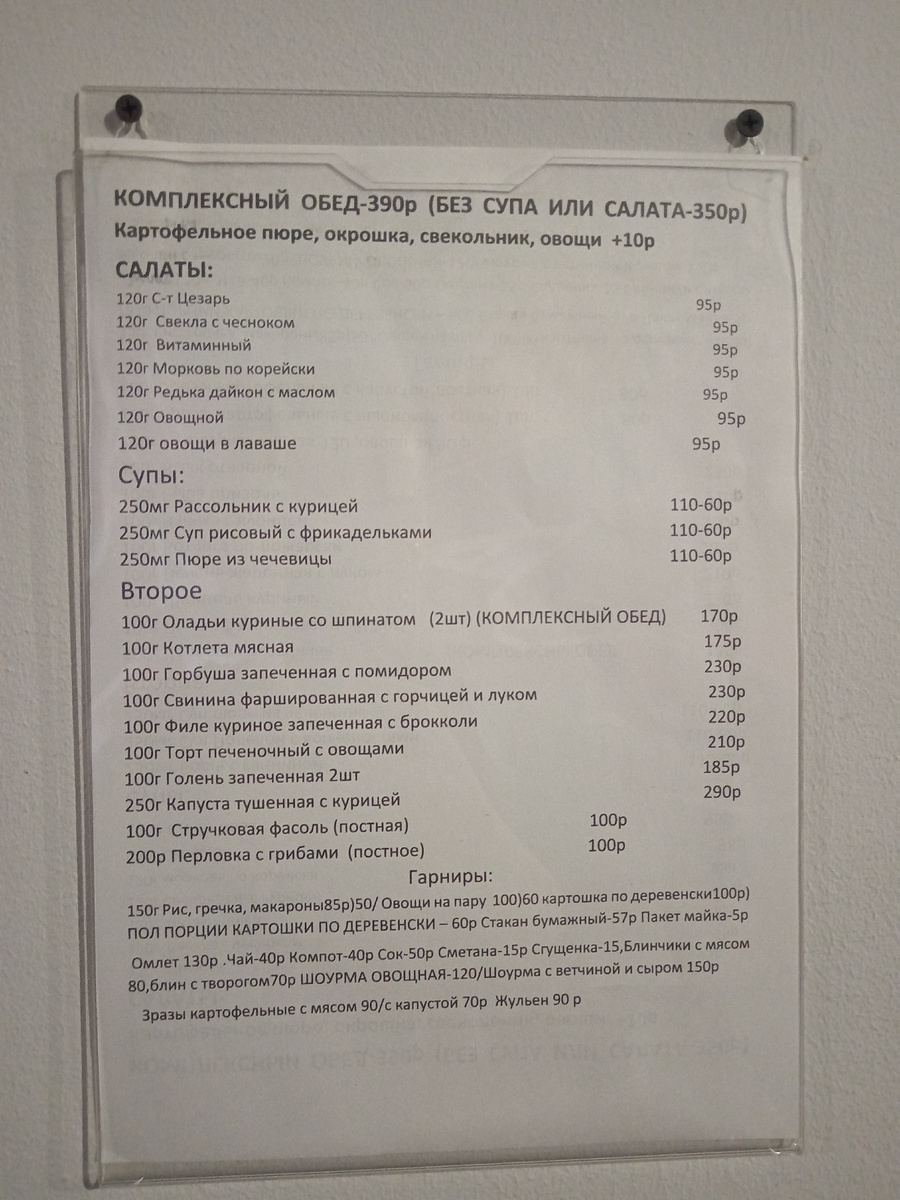 КОМПЛЕКСНЫЙ ОБЕД-390р (БЕЗ СУПА ИЛИ САЛАТА-350р)
Картофельное пюре, окрошка, свекольник, овощи +10р
САЛАТЫ:
120г С-т Цезарь 95р
120г Свекла с чесноком 95р
120г Витаминный 95р
120г Морковь по корейски 95р
120г Редька дайкон с маслом 95р
120г Овощной 95р
120г овощи в лаваше 95р
Супы:
250мг Рассольник с курицей 110-60р
250мг Суп рисовый с фрикадельками 110-60р
250мг Пюре из чечевицы 110-60р
Второе
100г Оладьи куриные со шпинатом (2шт) (КОМПЛЕКСНЫЙ ОБЕД) 170р
100г Котлета мясная 175р
100г Горбуша запеченная с помидором 230р
100г Свинина фаршированная с горчицей и луком 230р
100г Филе куриное запеченная с брокколи 220р
100г Торт печеночный с овощами 210р
100г Голень запеченная 2шт 185р
250г Капуста тушенная с курицей 290р
100г Стручковая фасоль (постная) 100р
200р Перловка с грибами (постное) 100р
Гарниры:
150г Рис, гречка, макароны85р)50/ Овощи на пару 100)60 картошка по деревенски100р)
ПОЛ ПОРЦИИ КАРТОШКИ ПО ДЕРЕВЕНСКИ – 60р Стакан бумажный-57р Пакет майка-5р
Омлет 130р .Чай-40р Компот-40р Сок-50р Сметана-15р Сгущенка-15,Блинчики с мясом
80,блин с творогом70р ШОУРМА ОВОЩНАЯ-120/Шоурма с ветчиной и сыром 150р
Зразы картофельные с мясом 90/с капустой 70р Жульен 90 р